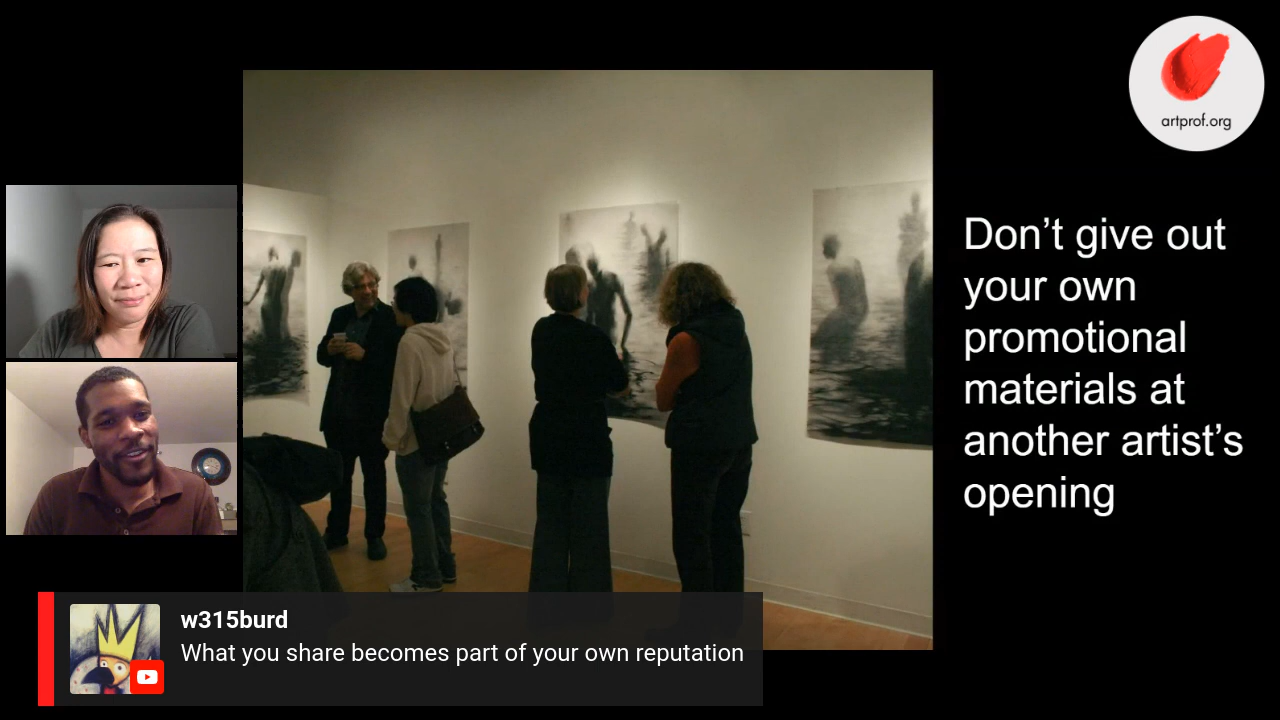 artprof.org
Don’t give out
your own
promotional
materials at
another artist’s
opening
w315burd
What you share becomes part of your own reputation